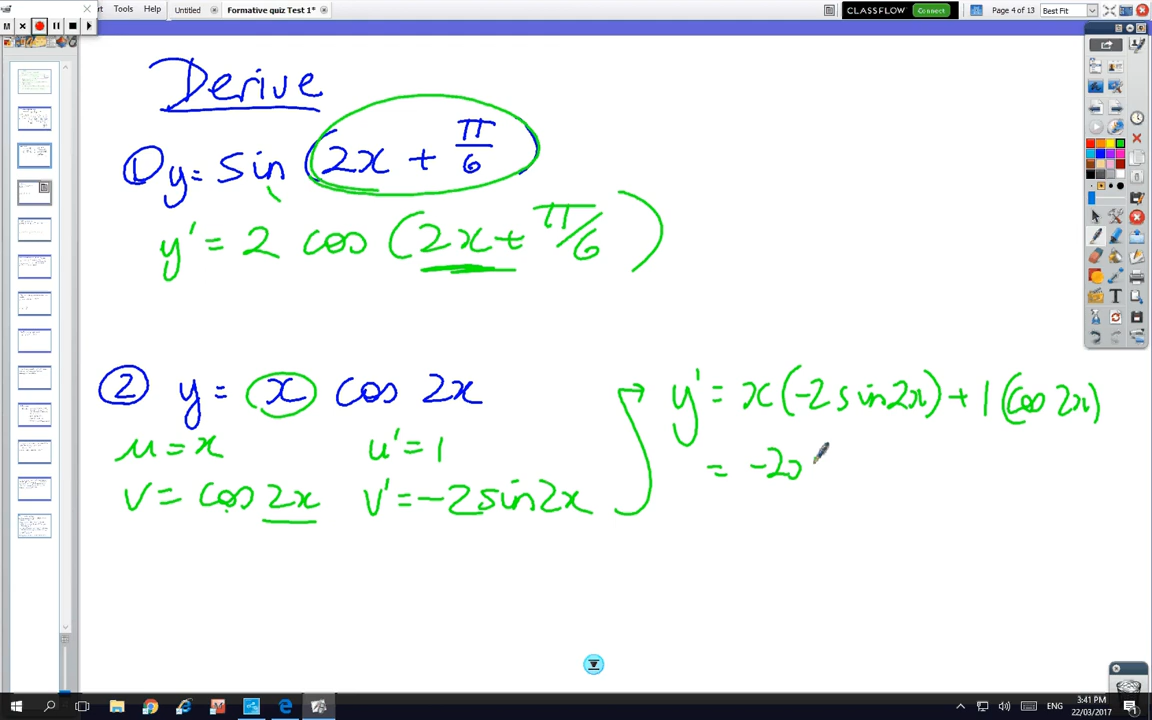 Tools Help Untitled Formative quiz Test 1* CLASSFLOW Connect Page 4 of 13 Best Fit
Derive
① y = sin (2x + π/6)
y' = 2 cos (2x + π/6)
② y = x cos 2x
u = x u' = 1
v = cos 2x v' = -2 sin 2x
y' = x(-2 sin 2x) + 1 (cos 2x)
= -2x
ENG 3:41 PM
22/03/2017